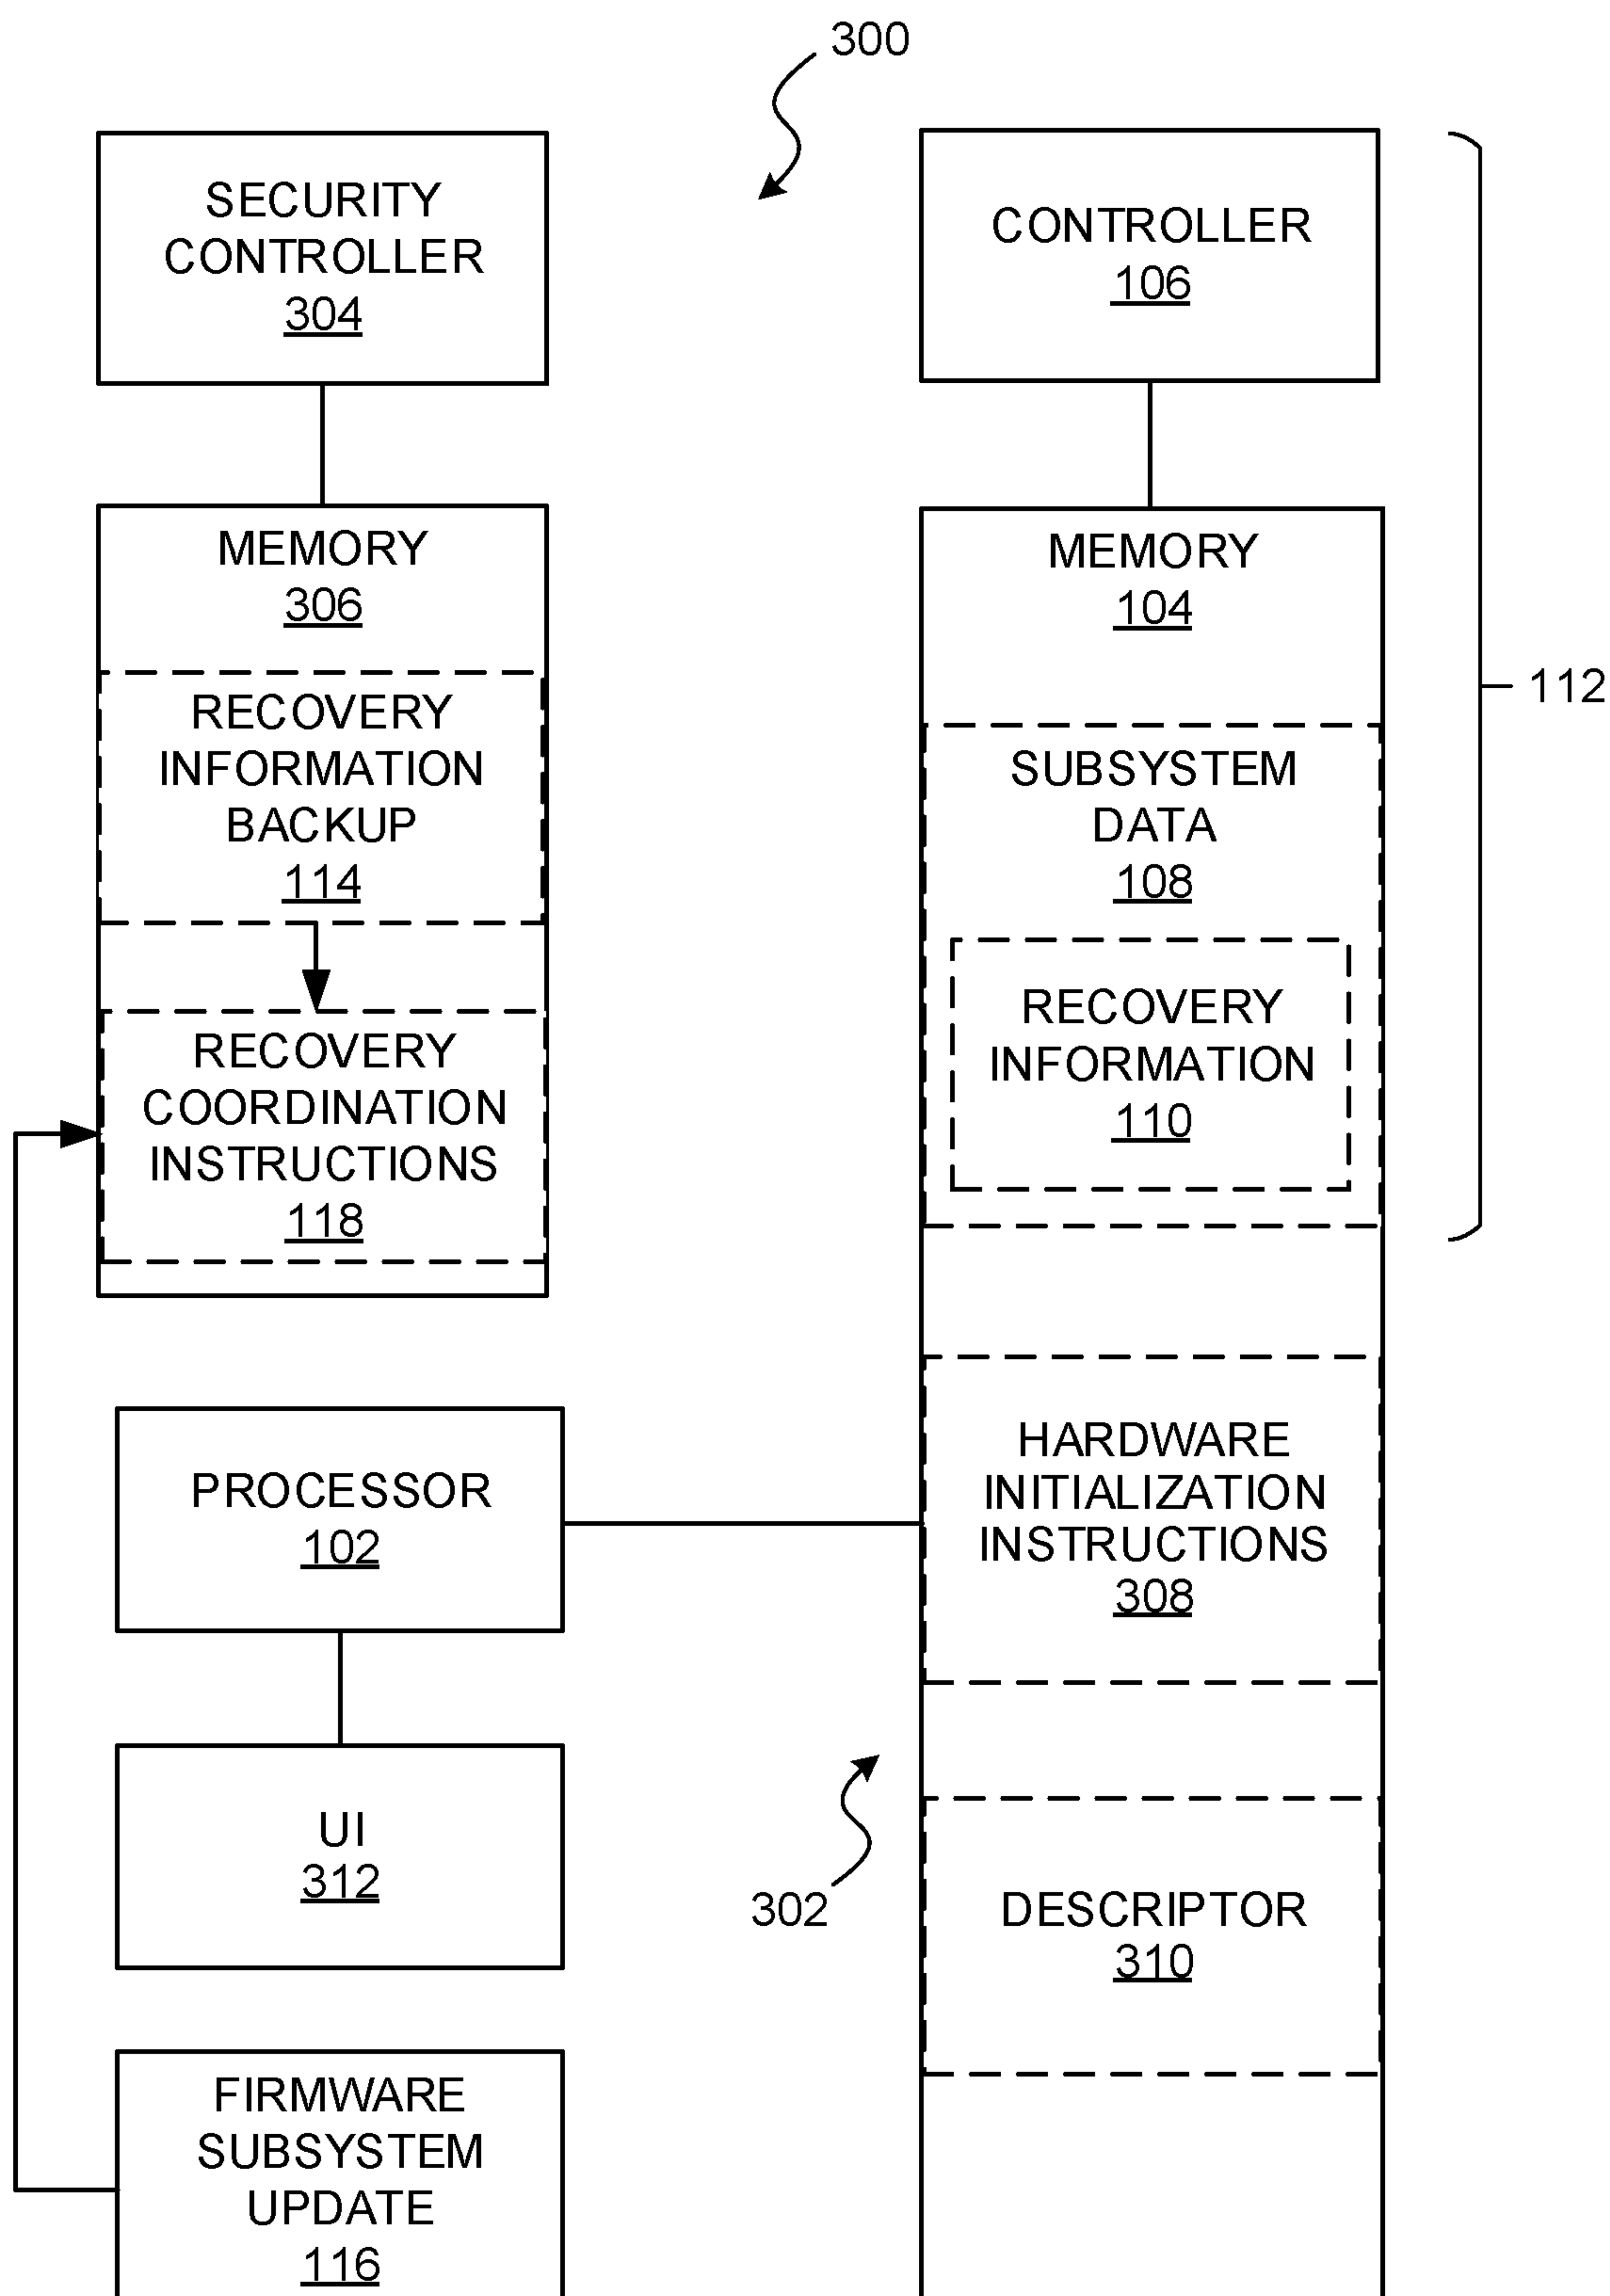 300
SECURITY
CONTROLLER
304
CONTROLLER
106
MEMORY
306
RECOVERY
INFORMATION
BACKUP
114
RECOVERY
COORDINATION
INSTRUCTIONS
118
MEMORY
104
SUBSYSTEM
DATA
108
RECOVERY
INFORMATION
110
112
PROCESSOR
102
HARDWARE
INITIALIZATION
INSTRUCTIONS
308
UI
312
302
DESCRIPTOR
310
FIRMWARE
SUBSYSTEM
UPDATE
116